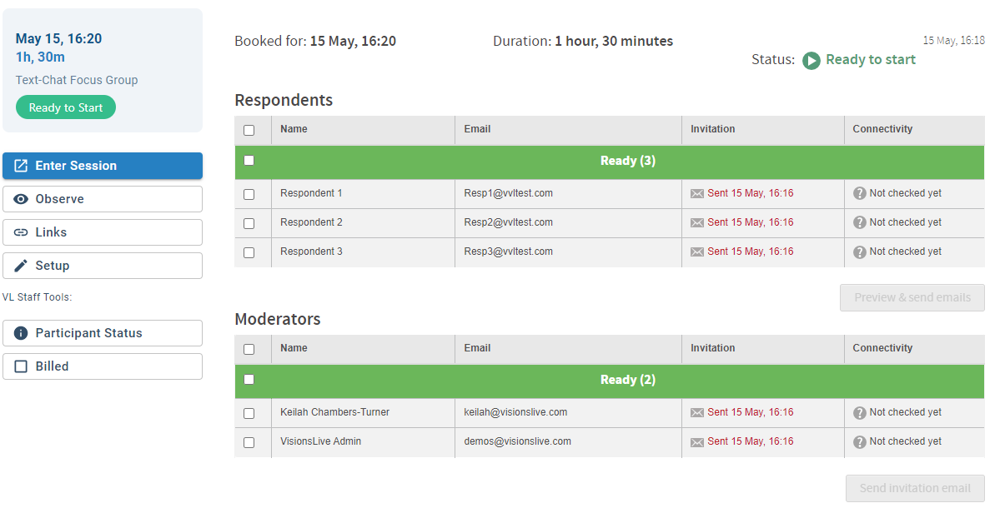 May 15, 16:20
1h, 30m
Text-Chat Focus Group
Ready to Start
Enter Session
Observe
Links
Setup
VL Staff Tools:
Participant Status
Billed
Booked for: 15 May, 16:20
Duration: 1 hour, 30 minutes
15 May, 16:18
Status: Ready to start
Respondents
Name Email Invitation Connectivity
Ready (3)
Respondent 1 Resp1@vvltest.com Sent 15 May, 16:16 ? Not checked yet
Respondent 2 Resp2@vvltest.com Sent 15 May, 16:16 ? Not checked yet
Respondent 3 Resp3@vvltest.com Sent 15 May, 16:16 ? Not checked yet
Preview & send emails
Moderators
Name Email Invitation Connectivity
Ready (2)
Keilah Chambers-Turner keilah@visionslive.com Sent 15 May, 16:16 ? Not checked yet
VisionsLive Admin demos@visionslive.com Sent 15 May, 16:16 ? Not checked yet
Send invitation email